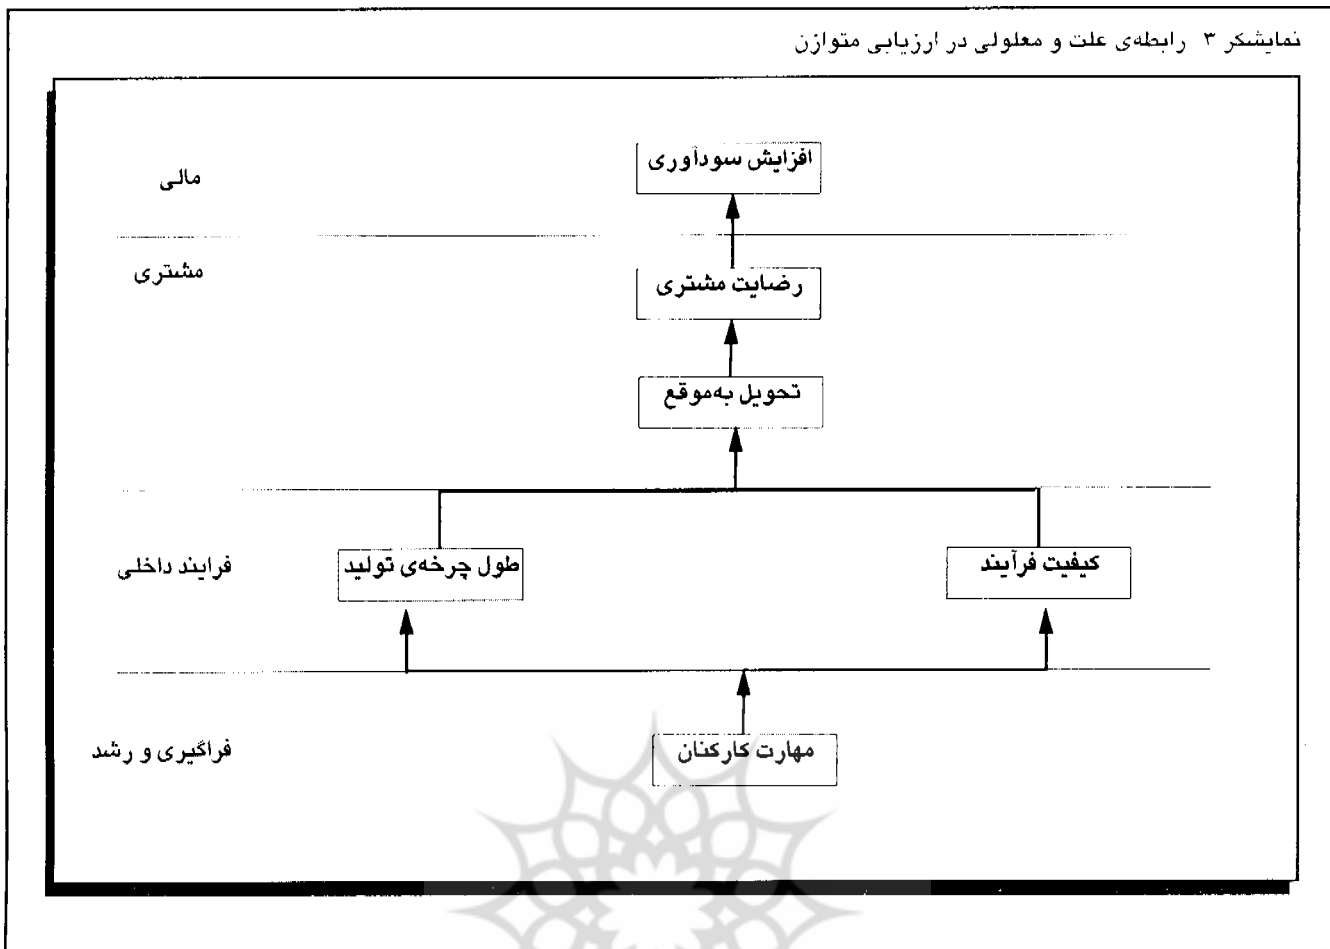 نمایشگر ۳ رابطه‌ی علت و معلولی در ارزیابی متوازن
مالی
افزایش سودآوری
مشتری
رضایت مشتری
تحویل به‌موقع
فرایند داخلی
کیفیت فرآیند
طول چرخه‌ی تولید
فراگیری و رشد
مهارت کارکنان